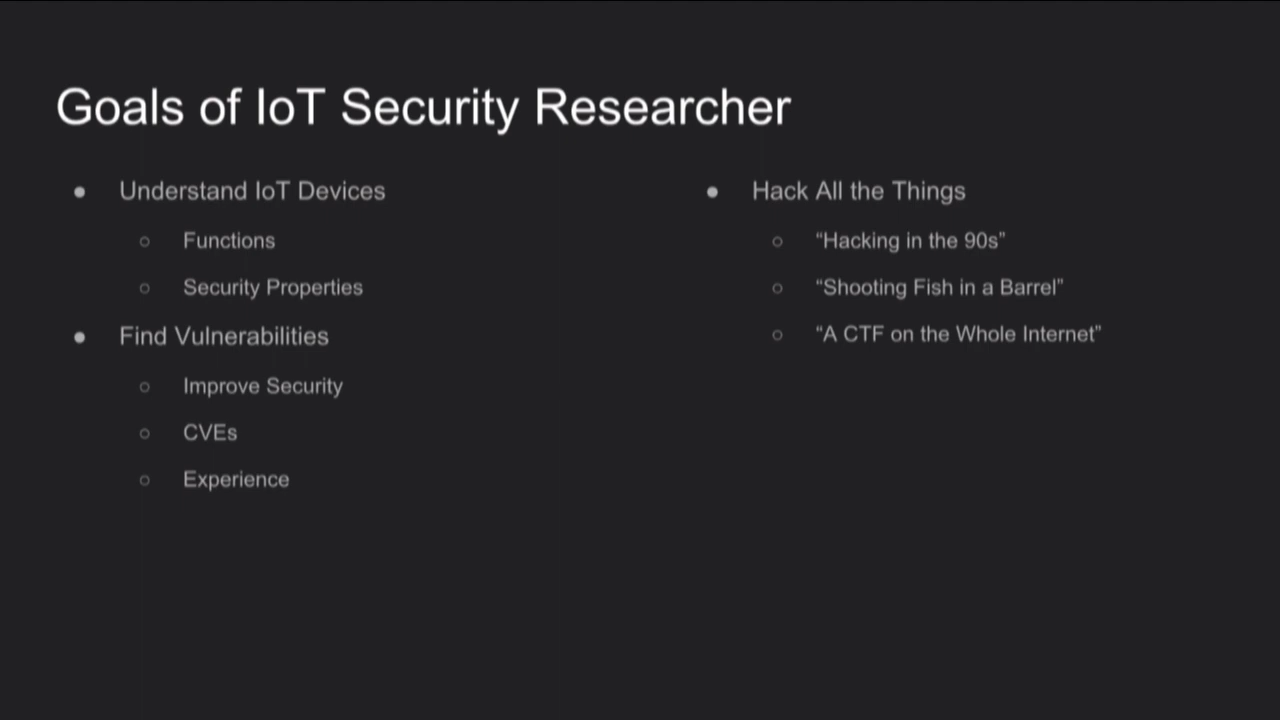 Goals of IoT Security Researcher
● Understand IoT Devices
○ Functions
○ Security Properties
● Find Vulnerabilities
○ Improve Security
○ CVEs
○ Experience
● Hack All the Things
○ “Hacking in the 90s”
○ “Shooting Fish in a Barrel”
○ “A CTF on the Whole Internet”